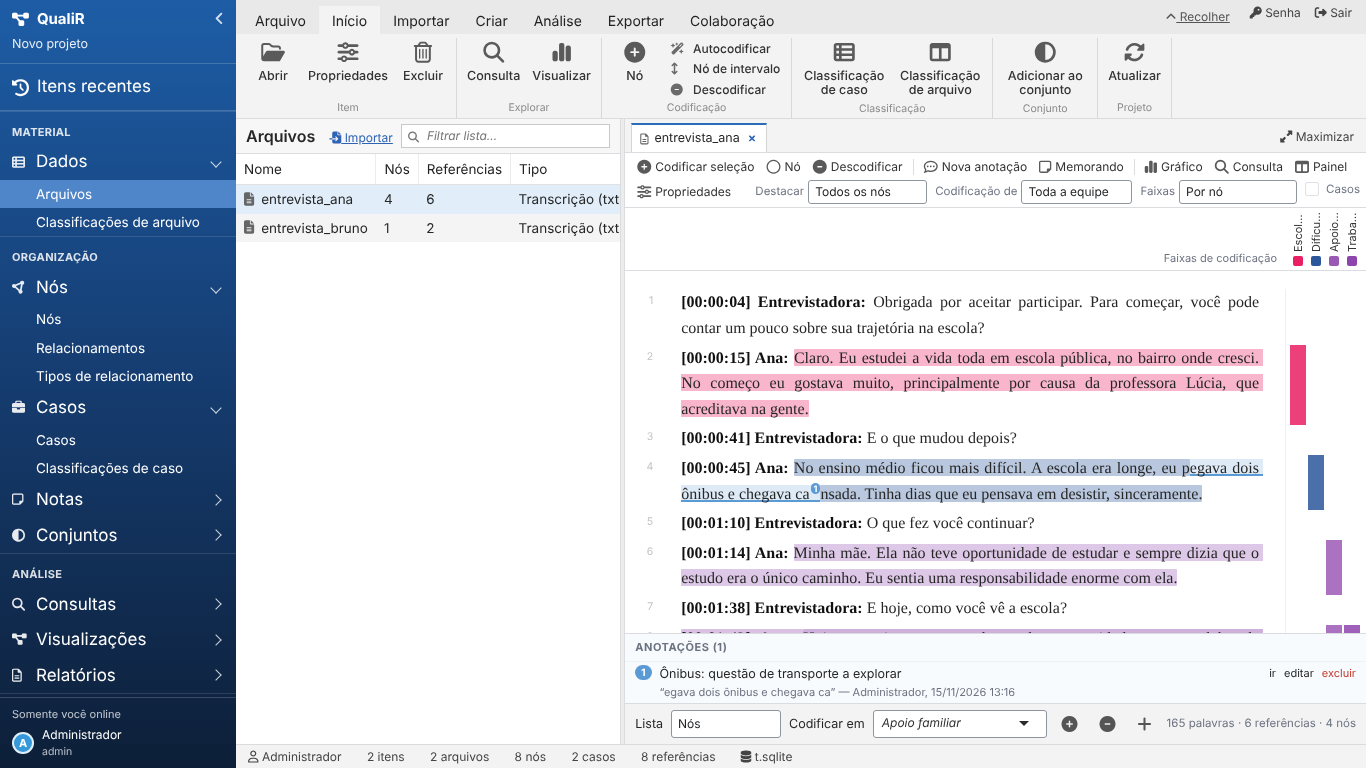 QualiR
Novo projeto
Itens recentes
MATERIAL
Dados
Arquivos
Classificações de arquivo
ORGANIZAÇÃO
Nós
Nós
Relacionamentos
Tipos de relacionamento
Casos
Casos
Classificações de caso
Notas
Conjuntos
ANÁLISE
Consultas
Visualizações
Relatórios
Somente você online
A
Administrador
admin
Arquivo Início Importar Criar Análise Exportar Colaboração
Recolher Senha Sair
Abrir Propriedades Excluir
Item
Consulta Visualizar
Explorar
Nó
Autocodificar
Nó de intervalo
Descodificar
Codificação
Classificação de caso
Classificação de arquivo
Classificação
Adicionar ao conjunto
Conjunto
Atualizar
Projeto
Arquivos Importar Filtrar lista...
Nome Nós Referências Tipo
entrevista_ana 4 6 Transcrição (txt
entrevista_bruno 1 2 Transcrição (txt
entrevista_ana × Maximizar
Codificar seleção Nó Descodificar Nova anotação Memorando Gráfico Consulta Painel
Propriedades Destacar Todos os nós Codificação de Toda a equipe Faixas Por nó Casos
Faixas de codificação
Escol...
Dificu...
Apoio...
Traba...
1 [00:00:04] Entrevistadora: Obrigada por aceitar participar. Para começar, você pode
contar um pouco sobre sua trajetória na escola?
2 [00:00:15] Ana: Claro. Eu estudei a vida toda em escola pública, no bairro onde cresci.
No começo eu gostava muito, principalmente por causa da professora Lúcia, que
acreditava na gente.
3 [00:00:41] Entrevistadora: E o que mudou depois?
4 [00:00:45] Ana: No ensino médio ficou mais difícil. A escola era longe, eu pegava dois
ônibus e chegava ca1nsada. Tinha dias que eu pensava em desistir, sinceramente.
5 [00:01:10] Entrevistadora: O que fez você continuar?
6 [00:01:14] Ana: Minha mãe. Ela não teve oportunidade de estudar e sempre dizia que o
estudo era o único caminho. Eu sentia uma responsabilidade enorme com ela.
7 [00:01:38] Entrevistadora: E hoje, como você vê a escola?
ANOTAÇÕES (1)
1 Ônibus: questão de transporte a explorar ir editar excluir
“egava dois ônibus e chegava ca” — Administrador, 15/11/2026 13:16
Lista Nós Codificar em Apoio familiar 165 palavras · 6 referências · 4 nós
Administrador 2 itens 2 arquivos 8 nós 2 casos 8 referências t.sqlite